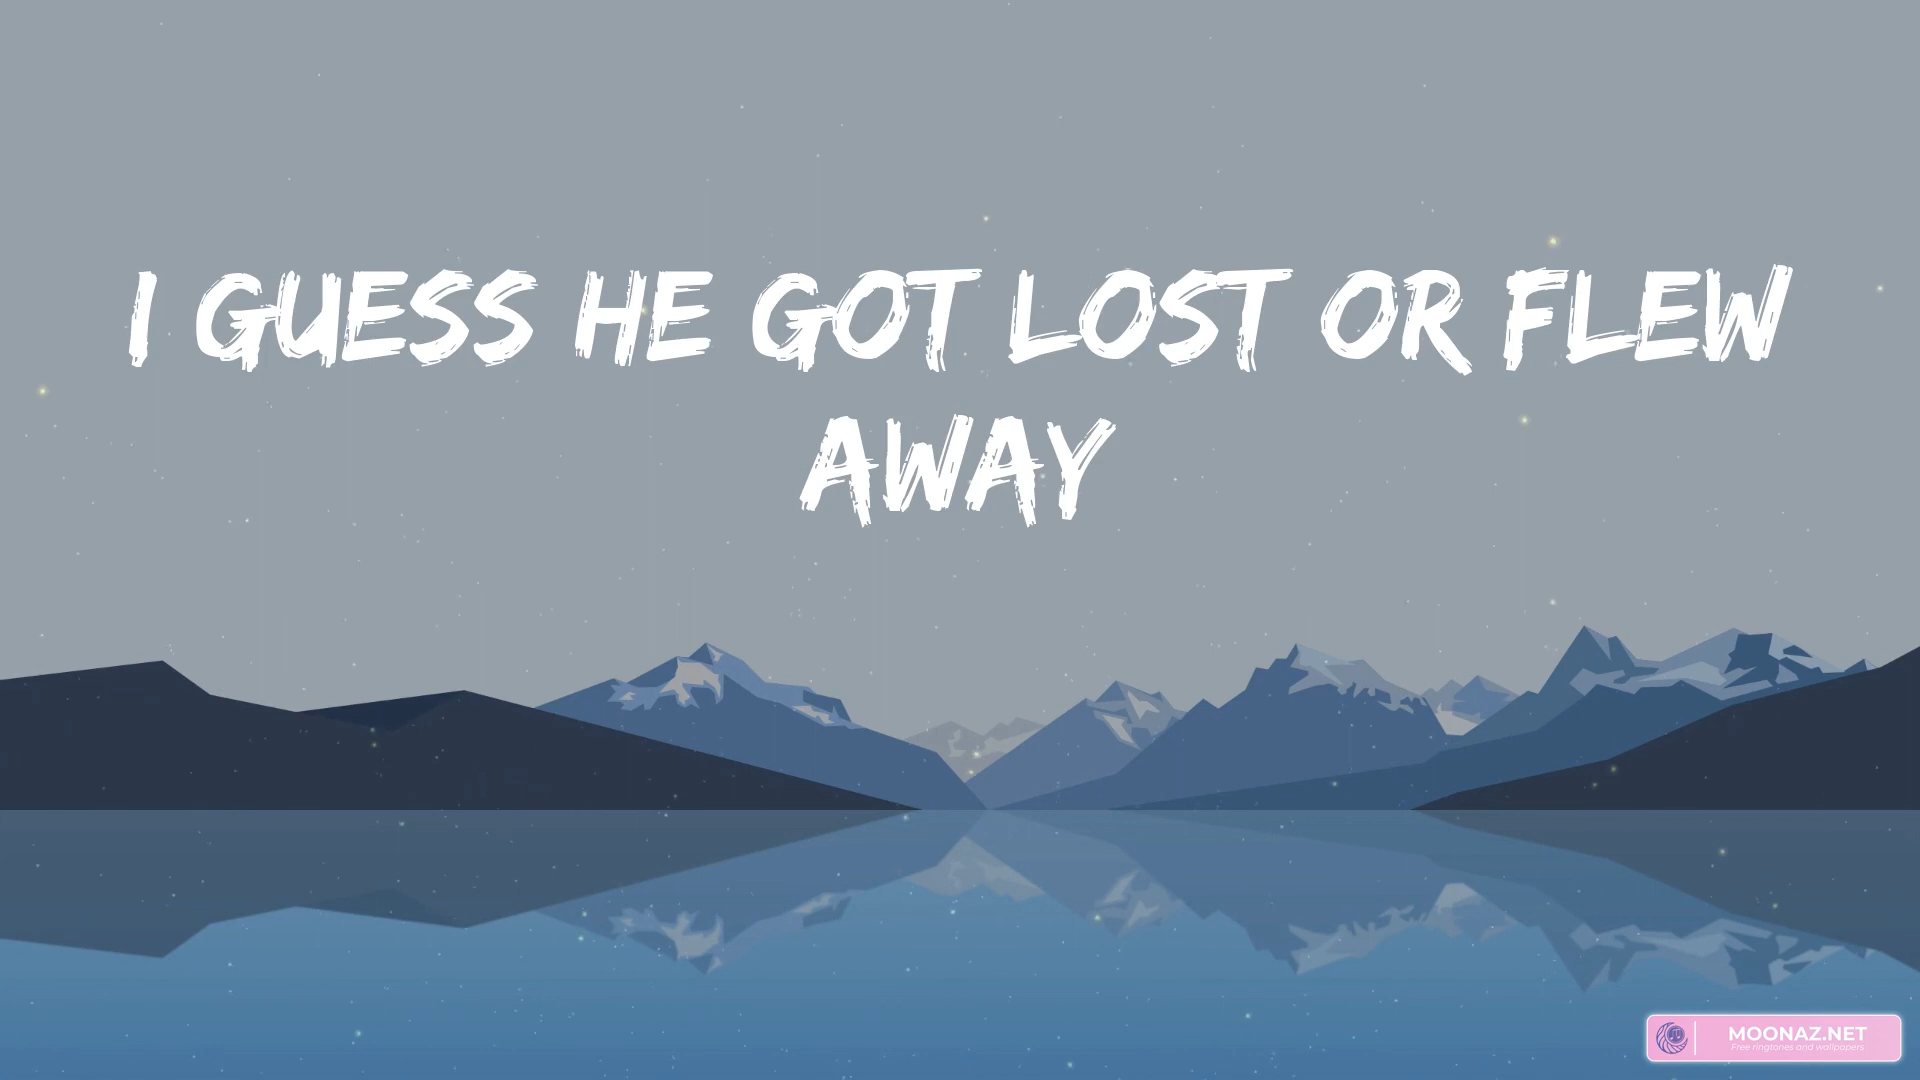 I GUESS HE GOT LOST OR FLEW
AWAY
MOONAZ.NET
Free ringtones and wallpapers